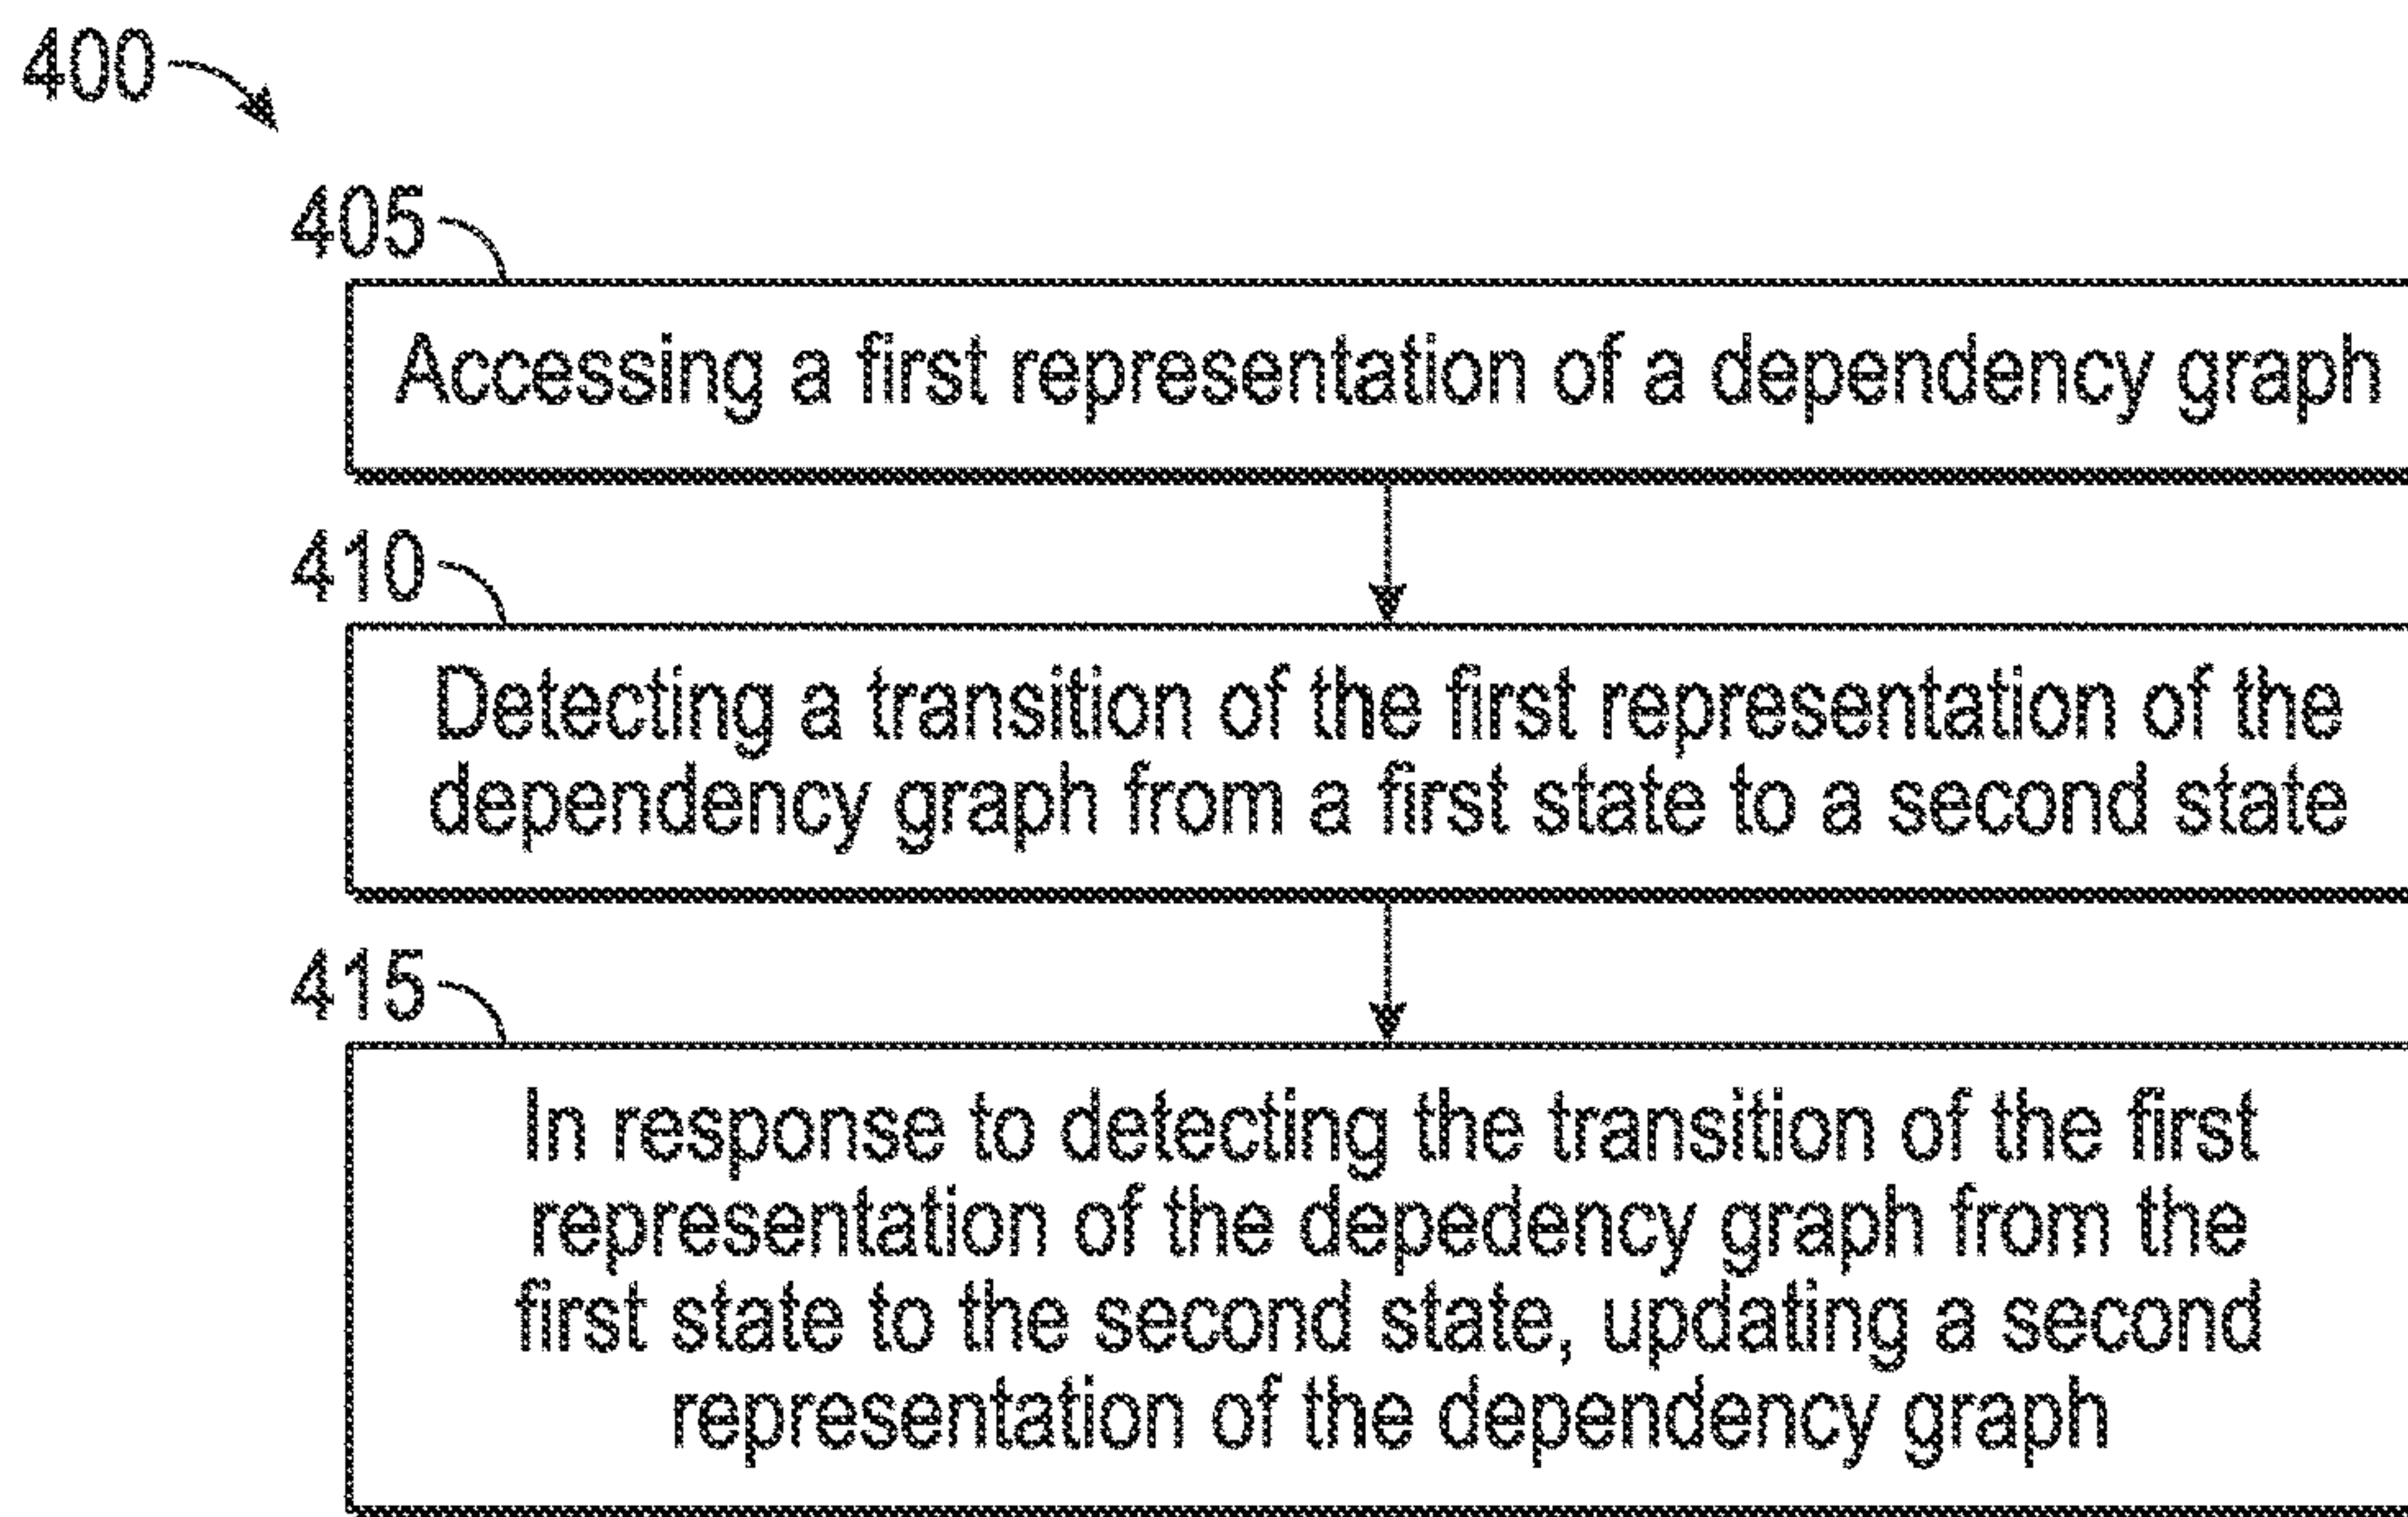 400
405
Accessing a first representation of a dependency graph
410
Detecting a transition of the first representation of the
dependency graph from a first state to a second state
415
In response to detecting the transition of the first
representation of the depedency graph from the
first state to the second state, updating a second
representation of the dependency graph